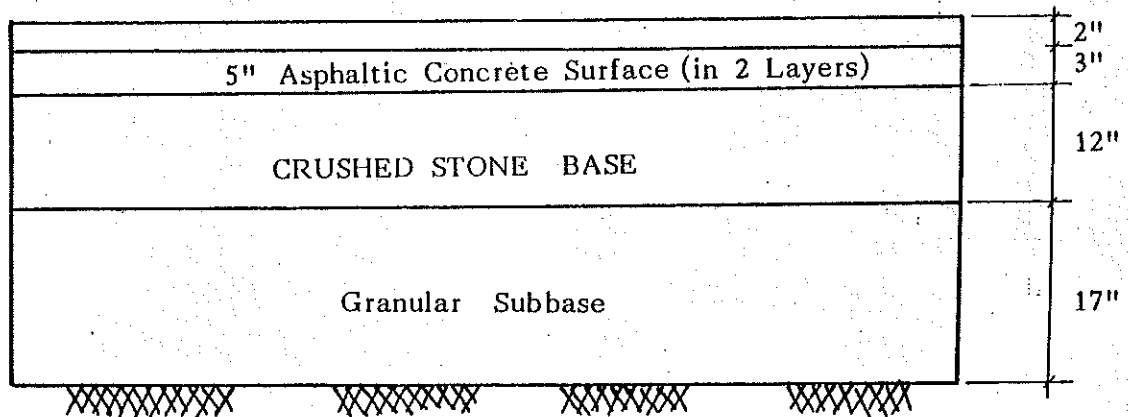 2"
5" Asphaltic Concrete Surface (in 2 Layers)
3"
CRUSHED STONE BASE
12"
Granular Subbase
17"